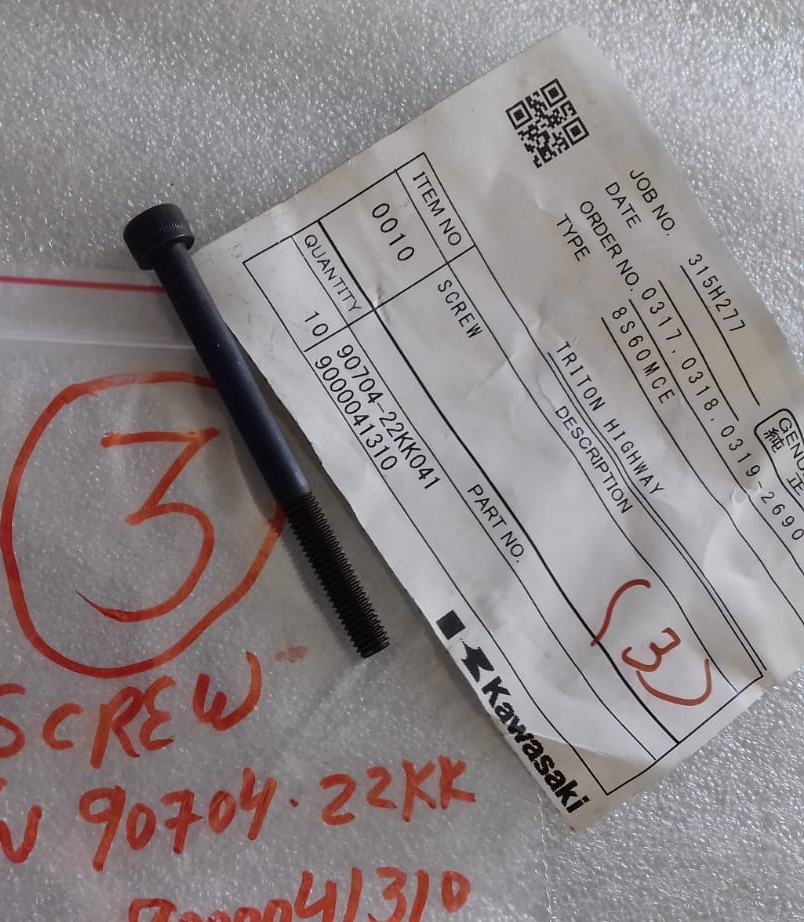 JOB NO. 315H277
DATE
ORDER NO. 0317.0318.0319-2690
TYPE 8S60MCE
TRITON HIGHWAY
ITEM NO
DESCRIPTION
0010
SCREW
QUANTITY
PART NO.
10
90704-22KK041
9000041310
(3)
Kawasaki
3
SCREW
90704.22KK
41310